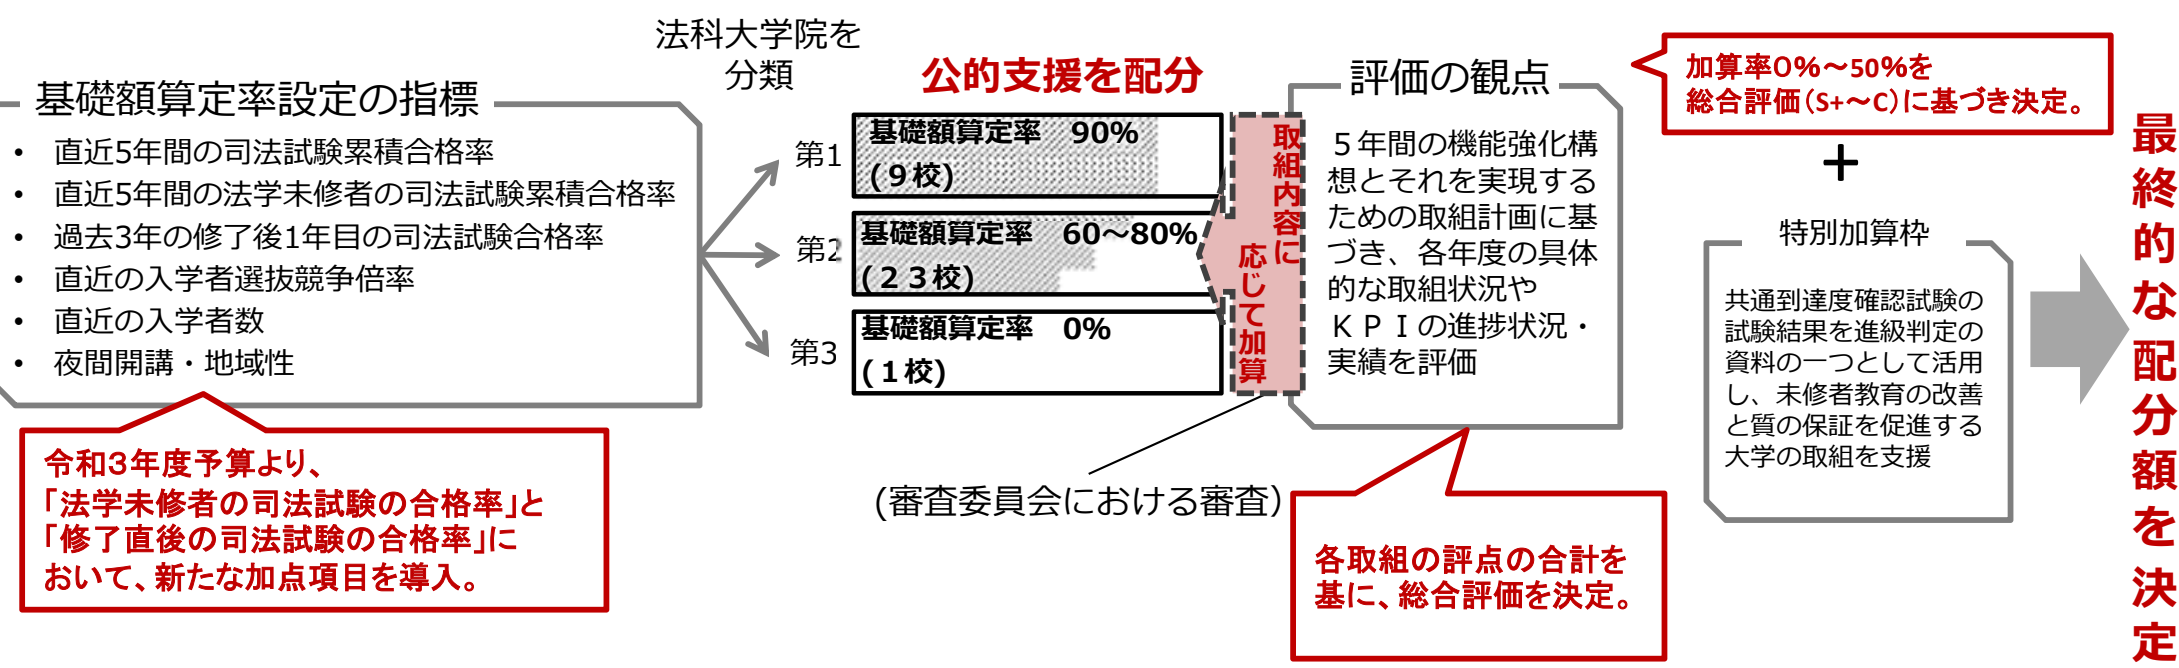 法科大学院を
分類
基礎額算定率設定の指標
• 直近5年間の司法試験累積合格率
• 直近5年間の法学未修者の司法試験累積合格率
• 過去3年の修了後1年目の司法試験合格率
• 直近の入学者選抜競争倍率
• 直近の入学者数
• 夜間開講・地域性
令和3年度予算より、
「法学未修者の司法試験の合格率」と
「修了直後の司法試験の合格率」に
おいて、新たな加点項目を導入。
公的支援を配分
第1
基礎額算定率 90%
(９校)
第2
基礎額算定率 60～80%
(２３校)
第3
基礎額算定率 0%
(１校)
取組内容に
応じて加算
(審査委員会における審査)
評価の観点
５年間の機能強化構
想とそれを実現する
ための取組計画に基
づき、各年度の具体
的な取組状況や
ＫＰＩの進捗状況・
実績を評価
各取組の評点の合計を
基に、総合評価を決定。
加算率0%～50%を
総合評価(S+～C)に基づき決定。
＋
特別加算枠
共通到達度確認試験の
試験結果を進級判定の
資料の一つとして活用
し、未修者教育の改善
と質の保証を促進する
大学の取組を支援
最終的な配分額を決定